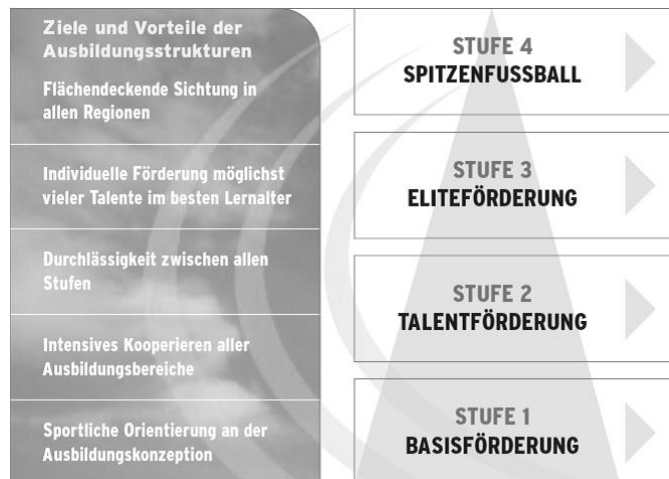 Ziele und Vorteile der
Ausbildungsstrukturen
Flächendeckende Sichtung in
allen Regionen
Individuelle Förderung möglichst
vieler Talente im besten Lernalter
Durchlässigkeit zwischen allen
Stufen
Intensives Kooperieren aller
Ausbildungsbereiche
Sportliche Orientierung an der
Ausbildungskonzeption
STUFE 4
SPITZENFUSSBALL
STUFE 3
ELITEFÖRDERUNG
STUFE 2
TALENTFÖRDERUNG
STUFE 1
BASISFÖRDERUNG